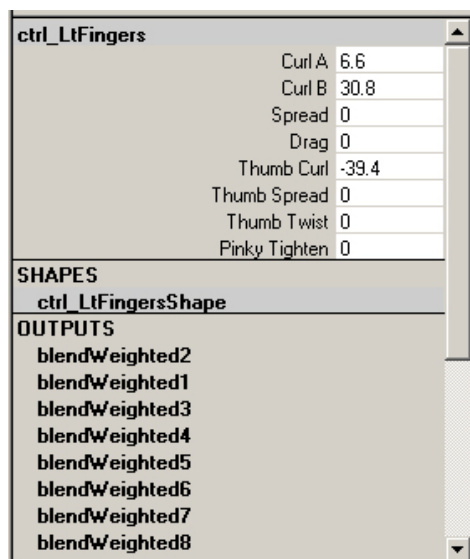 ctrl_LtFingers
Curl A 6.6
Curl B 30.8
Spread 0
Drag 0
Thumb Curl -39.4
Thumb Spread 0
Thumb Twist 0
Pinky Tighten 0
SHAPES
ctrl_LtFingersShape
OUTPUTS
blendWeighted2
blendWeighted1
blendWeighted3
blendWeighted4
blendWeighted5
blendWeighted6
blendWeighted7
blendWeighted8